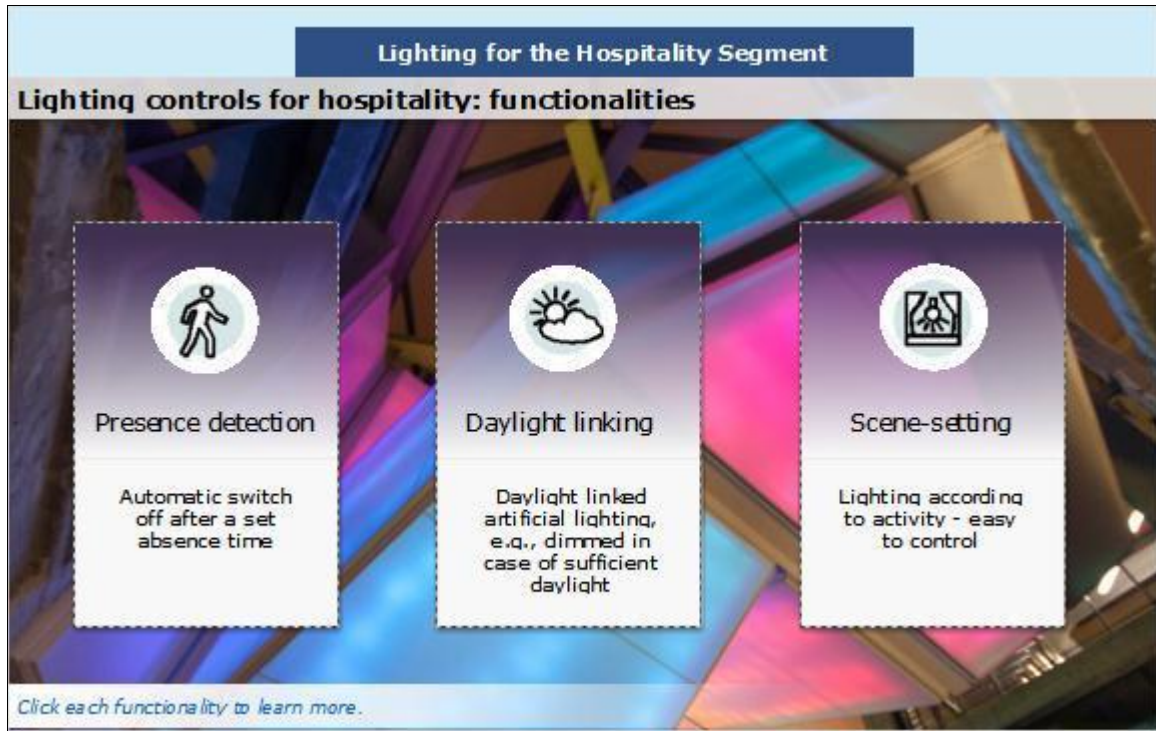 Lighting for the Hospitality Segment
Lighting controls for hospitality: functionalities
Presence detection
Automatic switch
off after a set
absence time
Daylight linking
Daylight linked
artificial lighting,
e.g., dimmed in
case of sufficient
daylight
Scene-setting
Lighting according
to activity - easy
to control
Click each functionality to learn more.